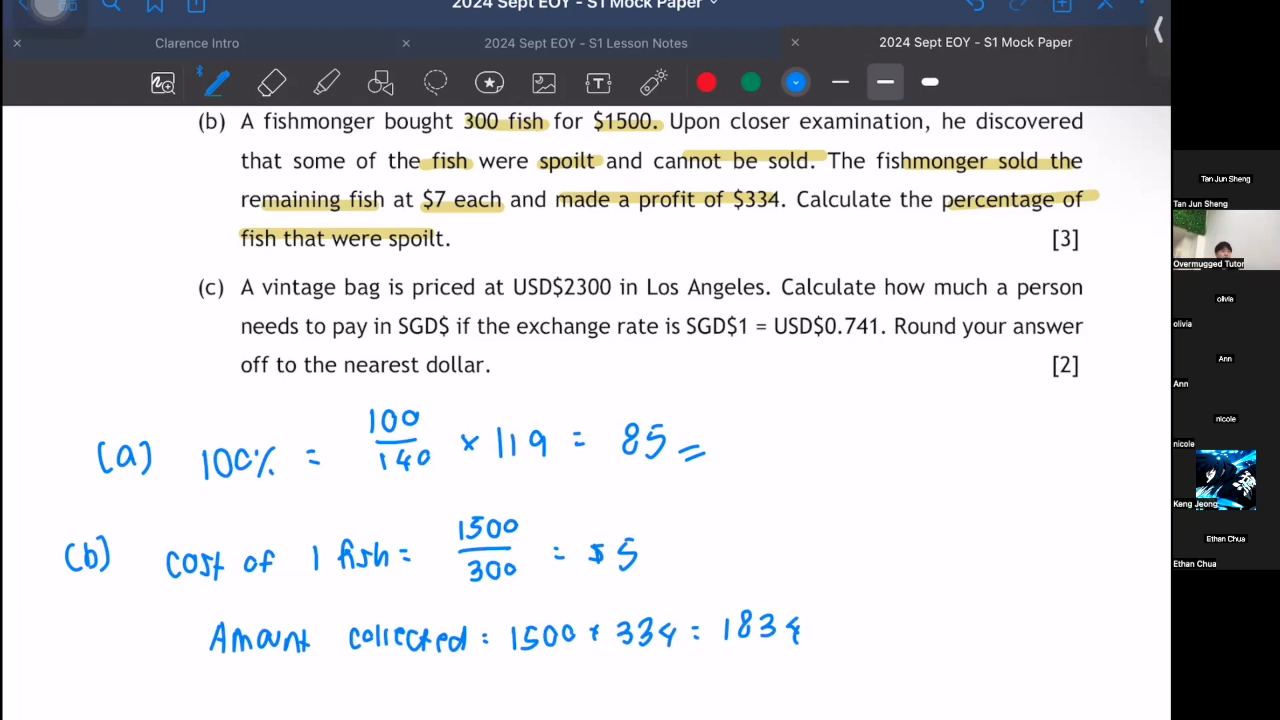 2024 Sept EOY - S1 Mock Paper
Clarence Intro
2024 Sept EOY - S1 Lesson Notes
2024 Sept EOY - S1 Mock Paper
(b) A fishmonger bought 300 fish for $1500. Upon closer examination, he discovered
that some of the fish were spoilt and cannot be sold. The fishmonger sold the
remaining fish at $7 each and made a profit of $334. Calculate the percentage of
fish that were spoilt. [3]
(c) A vintage bag is priced at USD$2300 in Los Angeles. Calculate how much a person
needs to pay in SGD$ if the exchange rate is SGD$1 = USD$0.741. Round your answer
off to the nearest dollar. [2]
(a) 100% = 100/140 × 119 = 85
(b) cost of 1 fish = 1500/300 = $5
Amount collected = 1500 + 334 = 1834
Tan Jun Sheng
Tan Jun Sheng
Overmugged Tutor
olivia
olivia
Ann
Ann
nicole
nicole
Keng Jeong
Ethan Chua
Ethan Chua